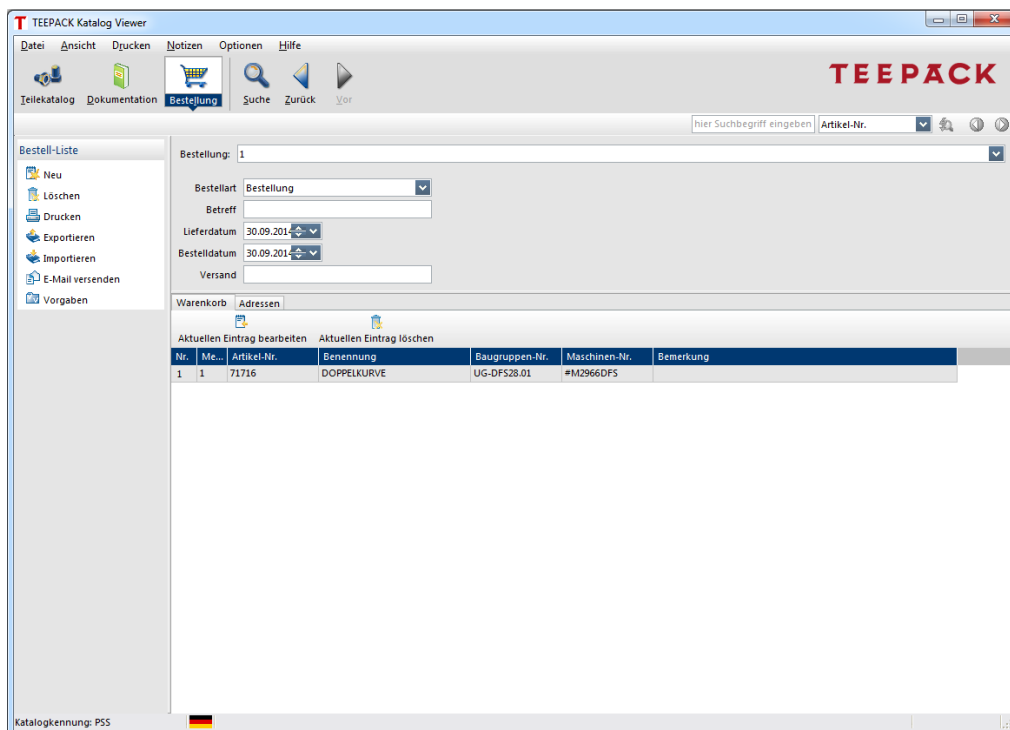 TEEPACK Katalog Viewer
Datei Ansicht Drucken Notizen Optionen Hilfe
TEEPACK
Teilekatalog Dokumentation Bestellung Suche Zurück Vor
hier Suchbegriff eingeben Artikel-Nr.
Bestell-Liste
Neu
Löschen
Drucken
Exportieren
Importieren
E-Mail versenden
Vorgaben
Bestellung: 1
Bestellart Bestellung
Betreff
Lieferdatum 30.09.2014
Bestelldatum 30.09.2014
Versand
Warenkorb Adressen
Aktuellen Eintrag bearbeiten Aktuellen Eintrag löschen
Nr. Me... Artikel-Nr. Benennung Baugruppen-Nr. Maschinen-Nr. Bemerkung
1 1 71716 DOPPELKURVE UG-DFS28.01 #M2966DFS
Katalogkennung: PSS